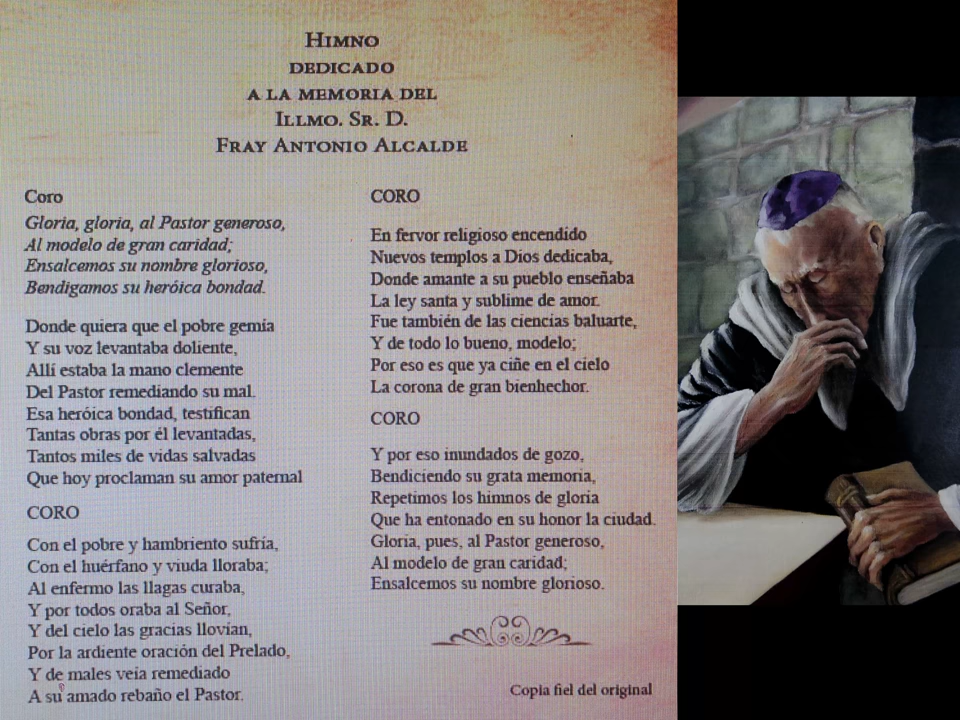 HIMNO
DEDICADO
A LA MEMORIA DEL
ILLMO. SR. D.
FRAY ANTONIO ALCALDE
Coro
Gloria, gloria, al Pastor generoso,
Al modelo de gran caridad;
Ensalcemos su nombre glorioso,
Bendigamos su heróica bondad.
Donde quiera que el pobre gemía
Y su voz levantaba doliente,
Allí estaba la mano clemente
Del Pastor remediando su mal.
Esa heróica bondad, testifican
Tantas obras por él levantadas,
Tantos miles de vidas salvadas
Que hoy proclaman su amor paternal
CORO
Con el pobre y hambriento sufría,
Con el huérfano y viuda lloraba;
Al enfermo las llagas curaba,
Y por todos oraba al Señor,
Y del cielo las gracias llovían,
Por la ardiente oración del Prelado,
Y de males veía remediado
A su amado rebaño el Pastor.
CORO
En fervor religioso encendido
Nuevos templos a Dios dedicaba,
Donde amante a su pueblo enseñaba
La ley santa y sublime de amor.
Fue también de las ciencias baluarte,
Y de todo lo bueno, modelo;
Por eso es que ya ciñe en el cielo
La corona de gran bienhechor.
CORO
Y por eso inundados de gozo,
Bendiciendo su grata memoria,
Repetimos los himnos de gloria
Que ha entonado en su honor la ciudad.
Gloria, pues, al Pastor generoso,
Al modelo de gran caridad;
Ensalcemos su nombre glorioso.
Copia fiel del original